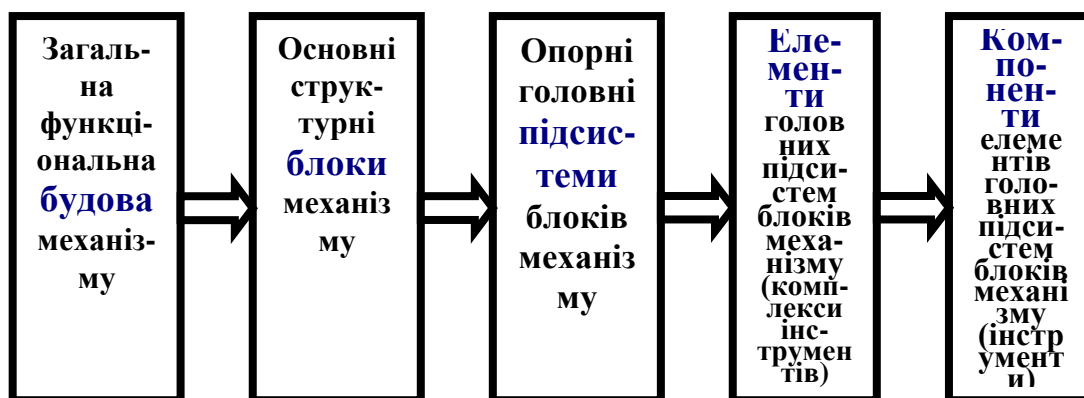 Загаль-
на
функці-
ональна
будова
механіз-
му
Основні
струк-
турні
блоки
механіз
му
Опорні
головні
підсис-
теми
блоків
механіз
му
Еле-
мен-
ти
голов
них
підси-
стем
блоків
меха-
нізму
(комп-
лекси
інс-
трумен
тів)
Ком-
по-
нен-
ти
елеме
нтів
голо-
вних
підси-
стем
блоків
механі
зму
(інстр
умент
и)